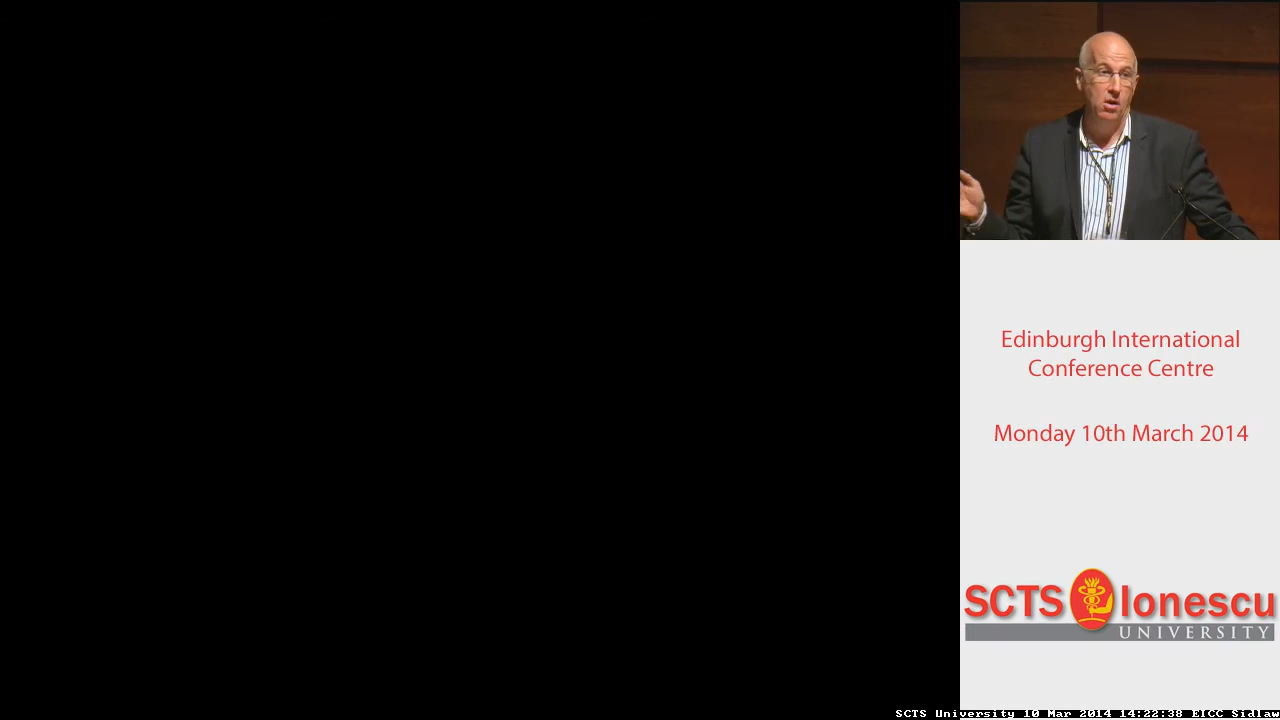 Edinburgh International
Conference Centre
Monday 10th March 2014
SCTS Ionescu
UNIVERSITY
SCTS University 10 Mar 2014 14:22:38 EICC Sidlaw